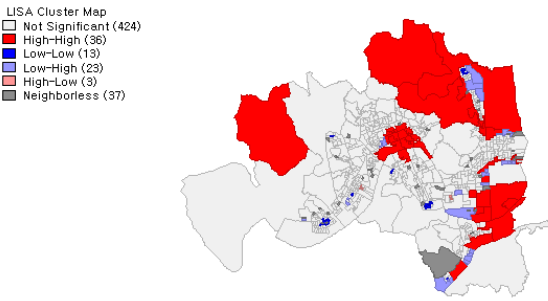 LISA Cluster Map
Not Significant (424)
High-High (36)
Low-Low (13)
Low-High (23)
High-Low (3)
Neighborless (37)